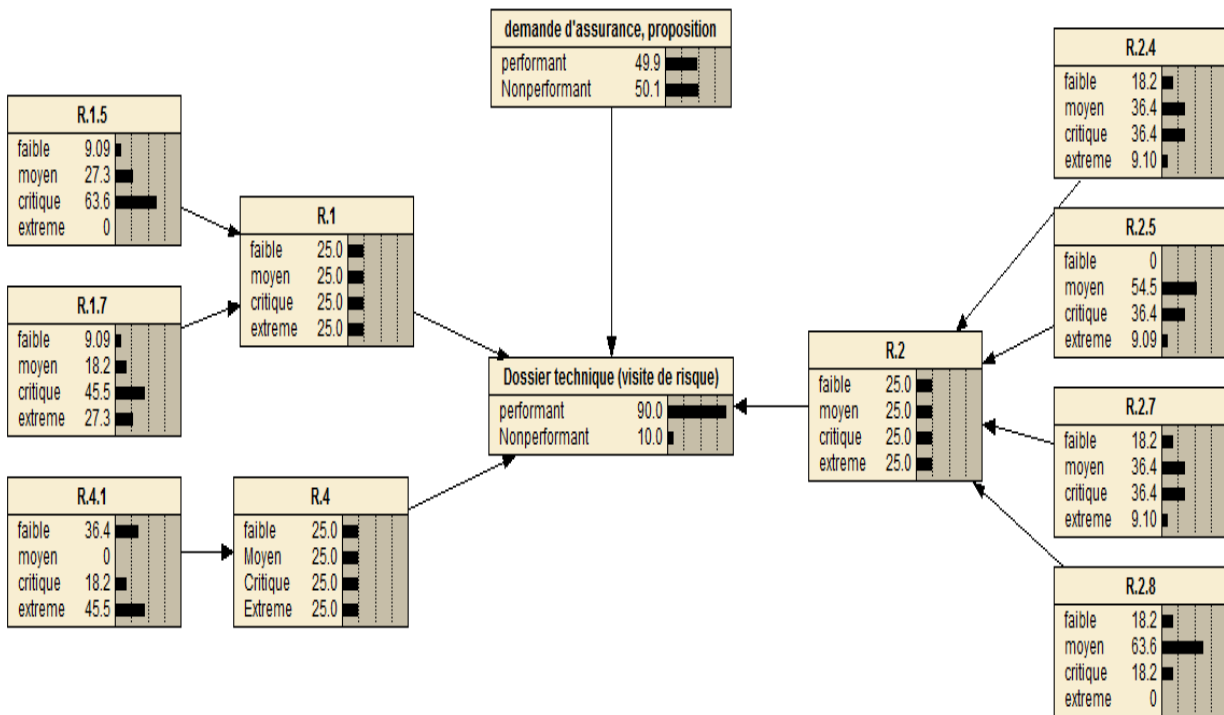 demande d'assurance, proposition
performant 49.9
Nonperformant 50.1
R.1.5
faible 9.09
moyen 27.3
critique 63.6
extreme 0
R.1.7
faible 9.09
moyen 18.2
critique 45.5
extreme 27.3
R.4.1
faible 36.4
moyen 0
critique 18.2
extreme 45.5
R.1
faible 25.0
moyen 25.0
critique 25.0
extreme 25.0
R.4
faible 25.0
Moyen 25.0
Critique 25.0
Extreme 25.0
Dossier technique (visite de risque)
performant 90.0
Nonperformant 10.0
R.2
faible 25.0
moyen 25.0
critique 25.0
extreme 25.0
R.2.4
faible 18.2
moyen 36.4
critique 36.4
extreme 9.10
R.2.5
faible 0
moyen 54.5
critique 36.4
extreme 9.09
R.2.7
faible 18.2
moyen 36.4
critique 36.4
extreme 9.10
R.2.8
faible 18.2
moyen 63.6
critique 18.2
extreme 0